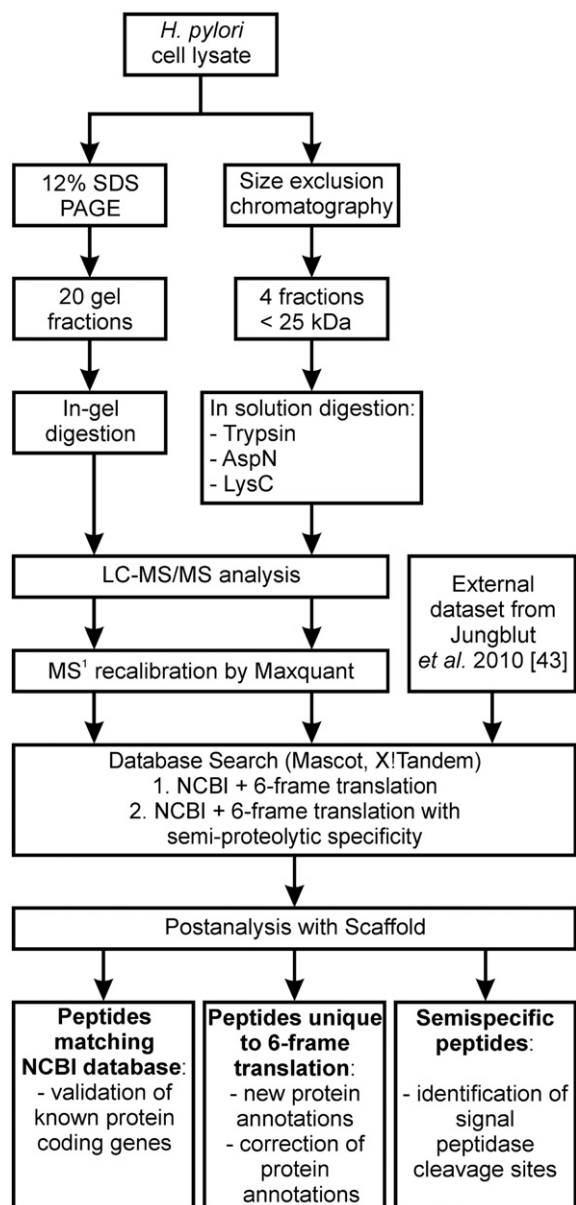 H. pylori
cell lysate
12% SDS
PAGE
Size exclusion
chromatography
20 gel
fractions
4 fractions
< 25 kDa
In-gel
digestion
In solution digestion:
- Trypsin
- AspN
- LysC
LC-MS/MS analysis
External
dataset from
Jungblut
et al. 2010 [43]
MS¹ recalibration by Maxquant
Database Search (Mascot, X!Tandem)
1. NCBI + 6-frame translation
2. NCBI + 6-frame translation with
semi-proteolytic specificity
Postanalysis with Scaffold
Peptides
matching
NCBI database:
- validation of
known protein
coding genes
Peptides unique
to 6-frame
translation:
- new protein
annotations
- correction of
protein
annotations
Semispecific
peptides:
- identification of
signal
peptidase
cleavage sites